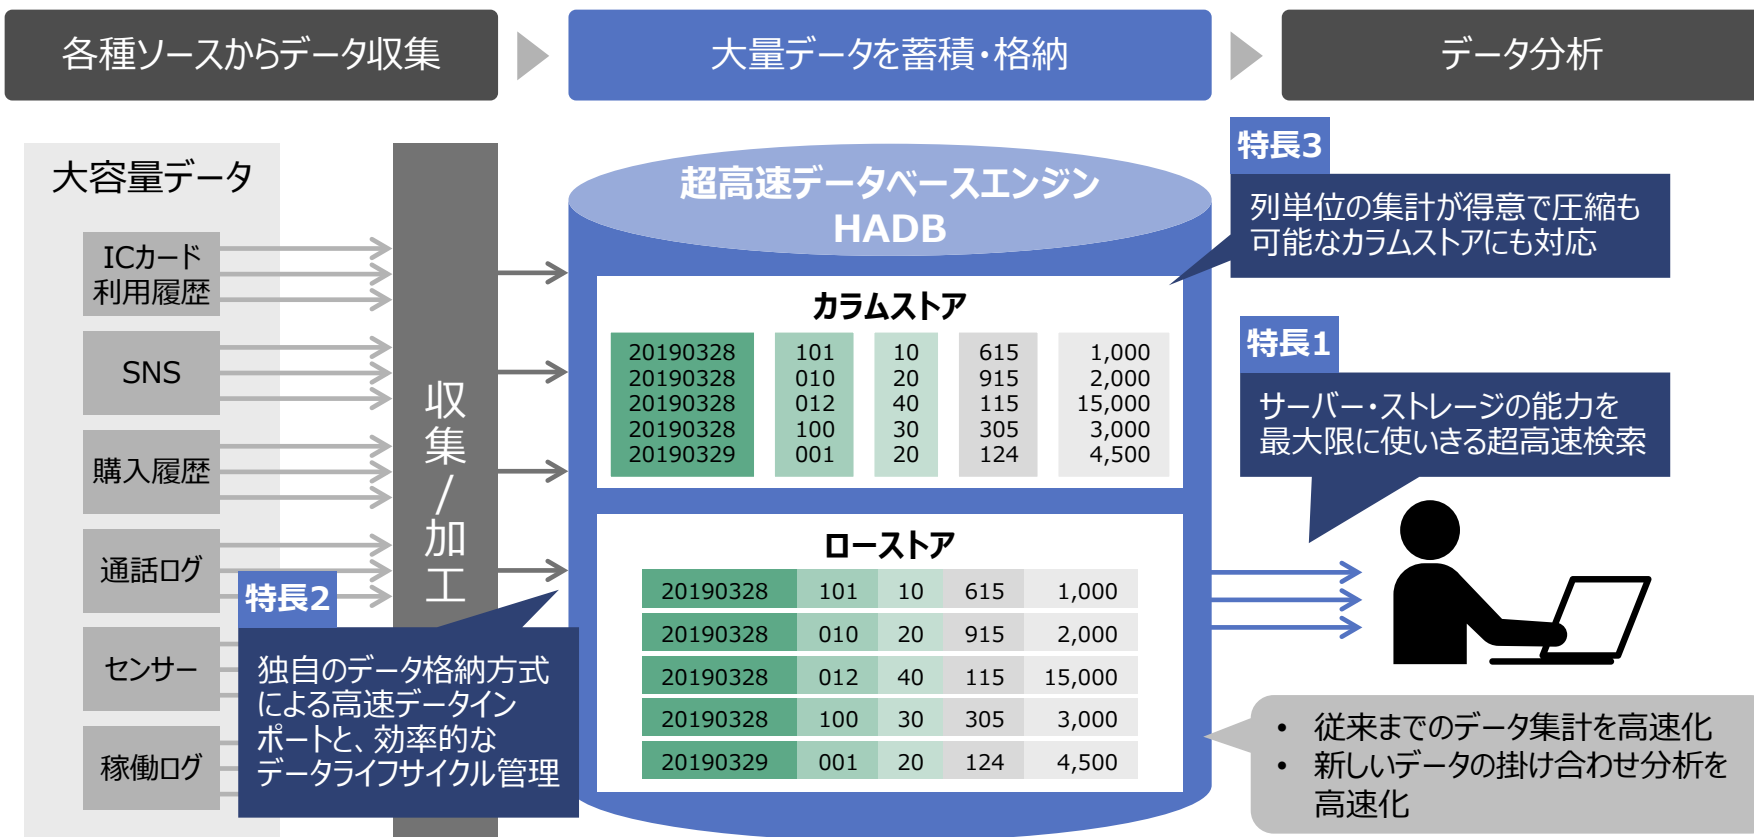 各種ソースからデータ収集
大量データを蓄積・格納
データ分析
大容量データ
ICカード
利用履歴
SNS
購入履歴
通話ログ
センサー
稼働ログ
収集/加工
特長2
独自のデータ格納方式
による高速データイン
ポートと、効率的な
データライフサイクル管理
超高速データベースエンジン
HADB
カラムストア
20190328 101 10 615 1,000
20190328 010 20 915 2,000
20190328 012 40 115 15,000
20190328 100 30 305 3,000
20190329 001 20 124 4,500
ローストア
20190328 101 10 615 1,000
20190328 010 20 915 2,000
20190328 012 40 115 15,000
20190328 100 30 305 3,000
20190329 001 20 124 4,500
特長3
列単位の集計が得意で圧縮も
可能なカラムストアにも対応
特長1
サーバー・ストレージの能力を
最大限に使いきる超高速検索
• 従来までのデータ集計を高速化
• 新しいデータの掛け合わせ分析を
高速化